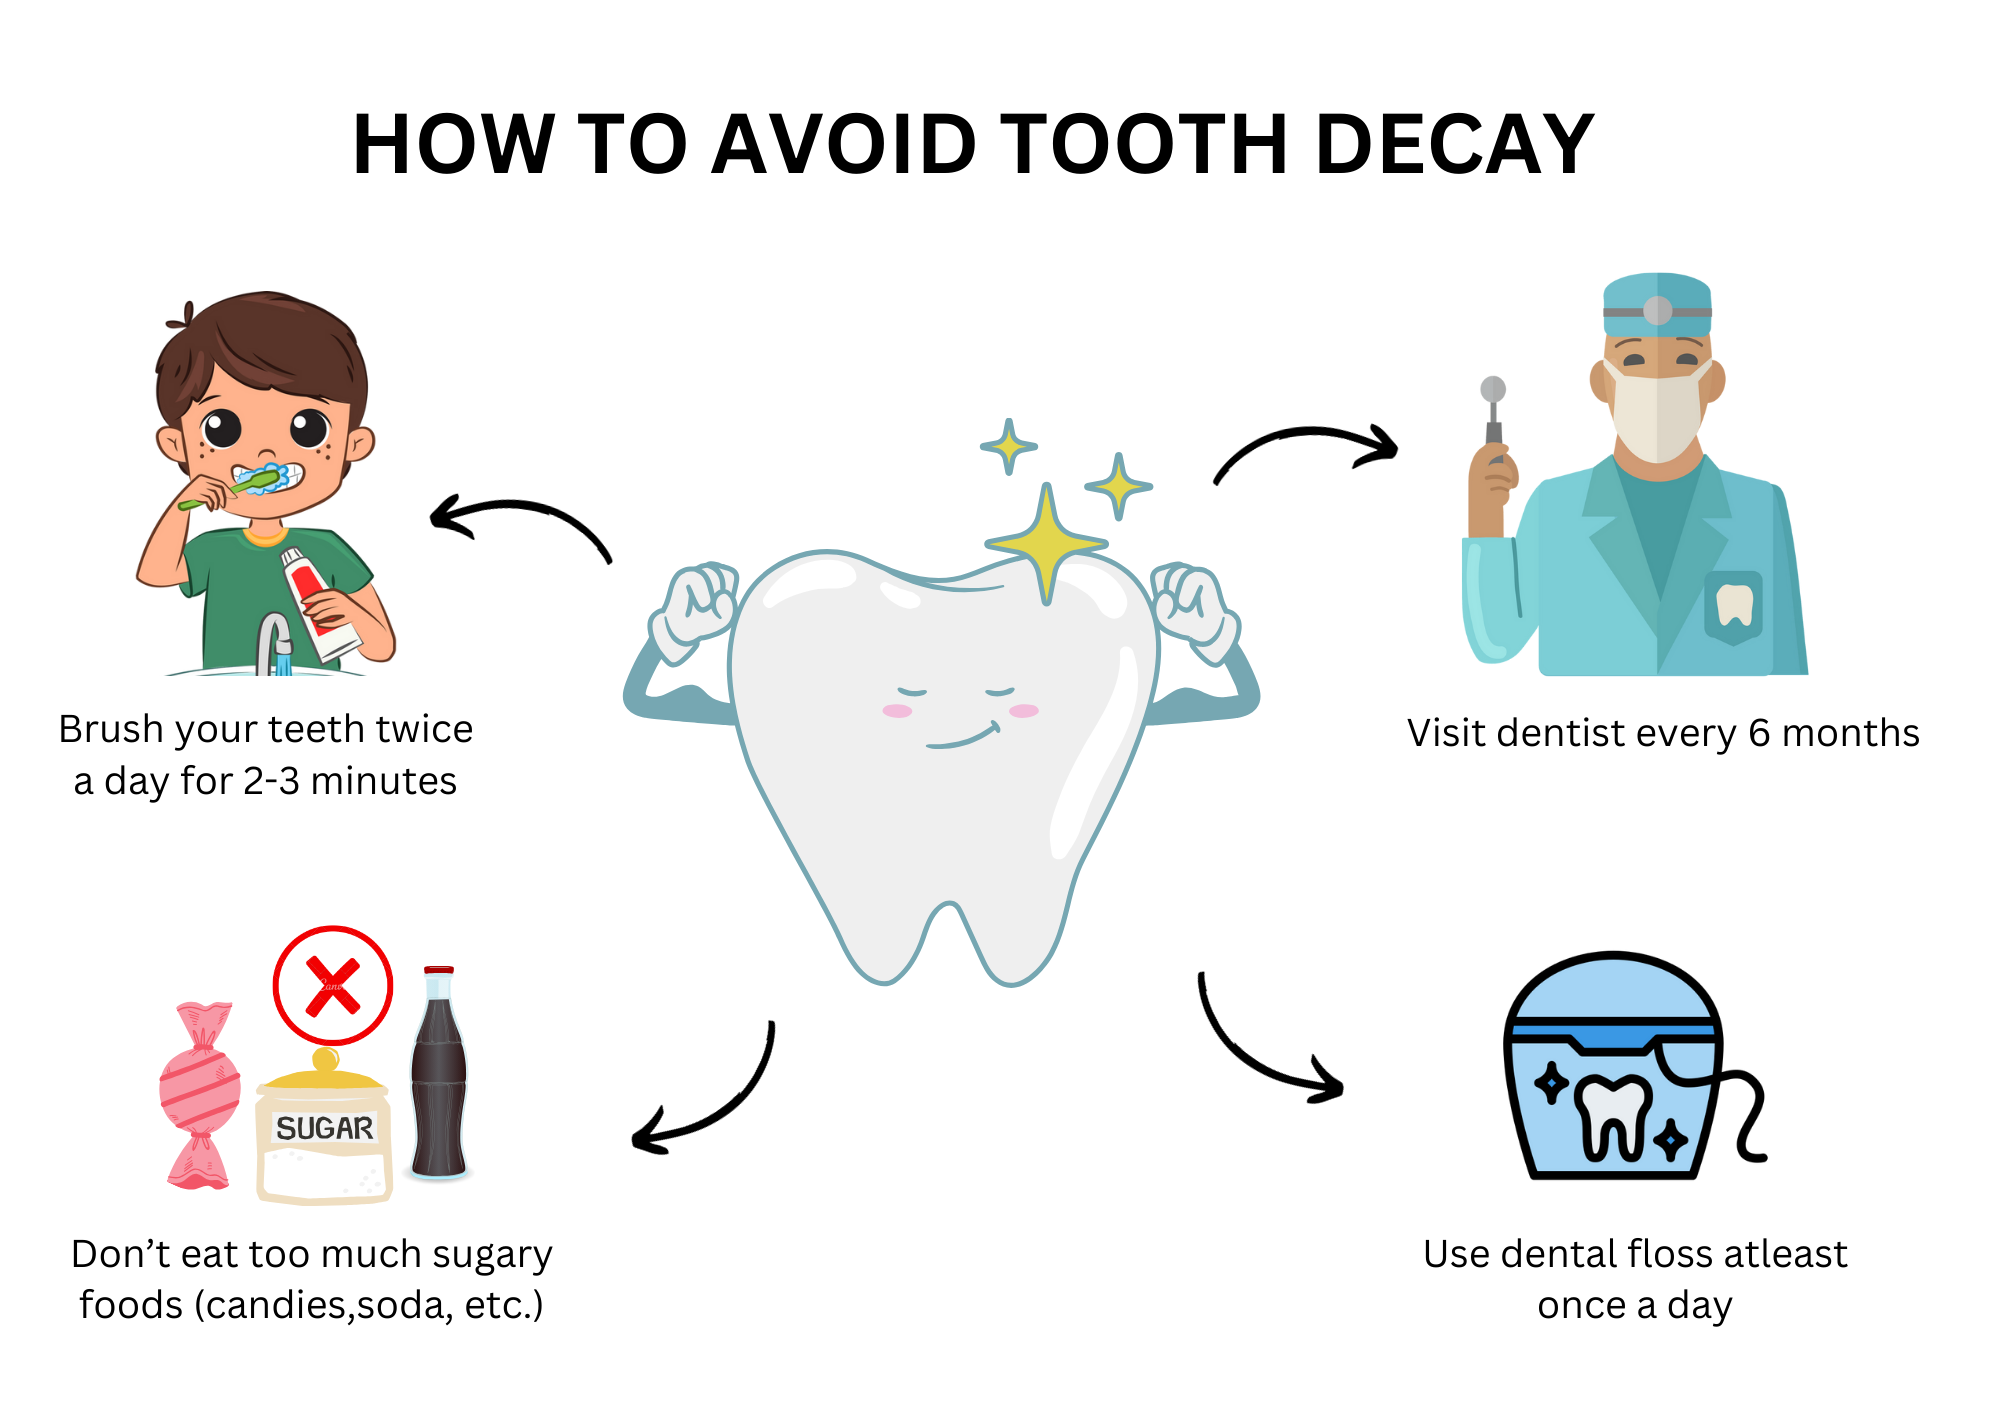 HOW TO AVOID TOOTH DECAY
Brush your teeth twice
a day for 2-3 minutes
Visit dentist every 6 months
SUGAR
Don’t eat too much sugary
foods (candies,soda, etc.)
Use dental floss atleast
once a day